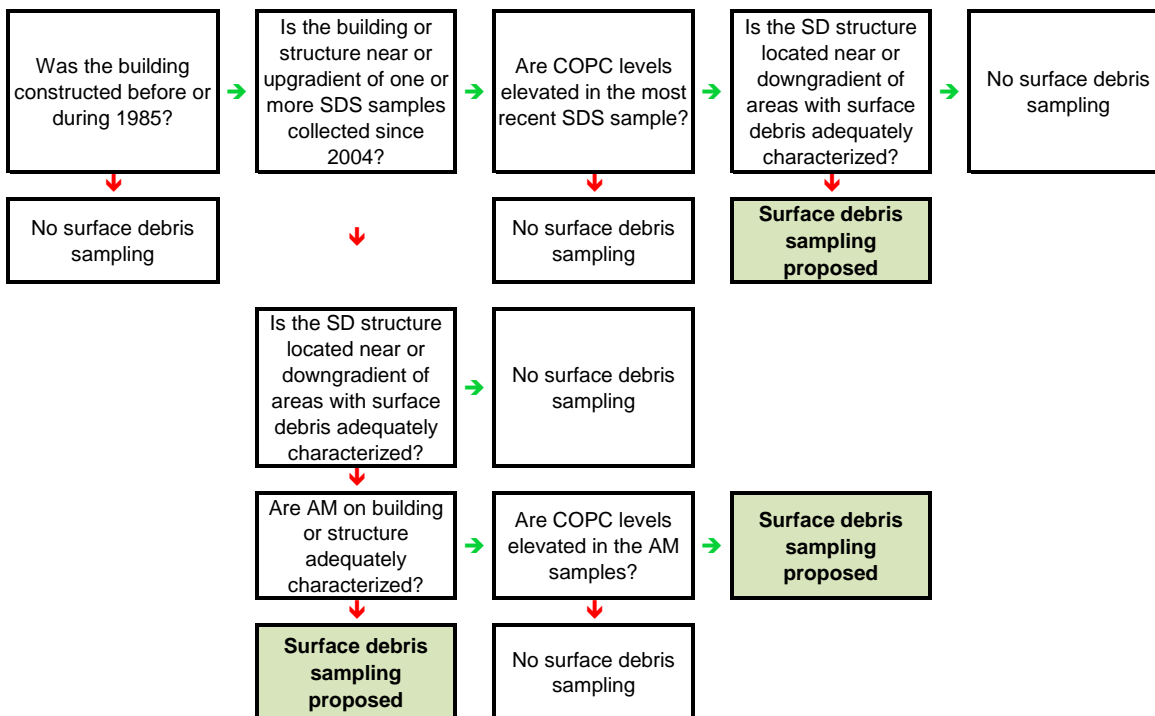 Was the building
constructed before or
during 1985?
Is the building or
structure near or
upgradient of one or
more SDS samples
collected since
2004?
Are COPC levels
elevated in the most
recent SDS sample?
Is the SD structure
located near or
downgradient of
areas with surface
debris adequately
characterized?
No surface debris
sampling
No surface debris
sampling
No surface debris
sampling
Surface debris
sampling
proposed
Is the SD structure
located near or
downgradient of
areas with surface
debris adequately
characterized?
No surface debris
sampling
Are AM on building
or structure
adequately
characterized?
Are COPC levels
elevated in the AM
samples?
Surface debris
sampling
proposed
Surface debris
sampling
proposed
No surface debris
sampling